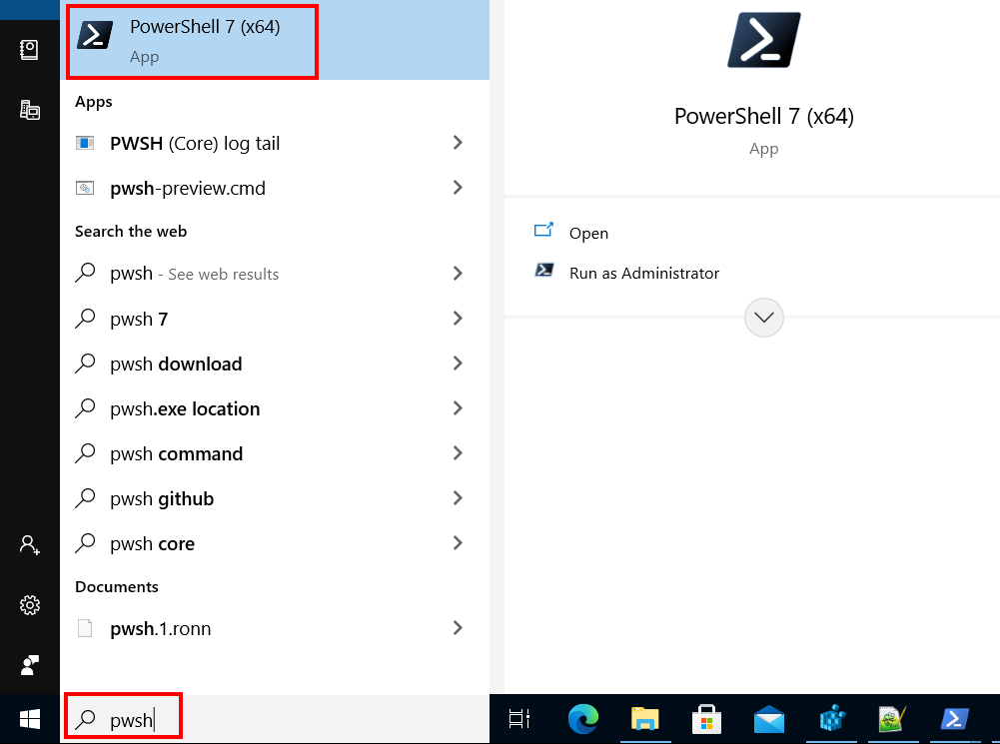 PowerShell 7 (x64)
App
Apps
PWSH (Core) log tail
pwsh-preview.cmd
Search the web
pwsh - See web results
pwsh 7
pwsh download
pwsh.exe location
pwsh command
pwsh github
pwsh core
Documents
pwsh.1.ronn
pwsh
PowerShell 7 (x64)
App
Open
Run as Administrator